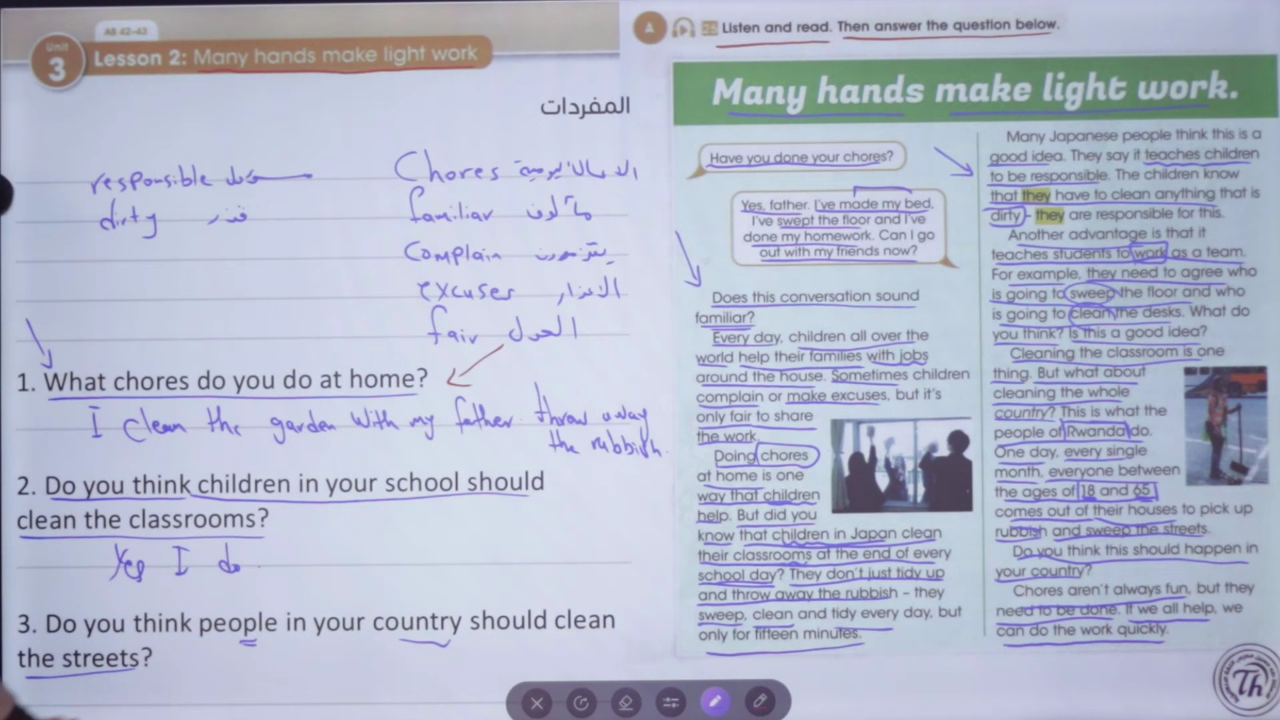 AB 42-43
Unit
3
Lesson 2: Many hands make light work
المفردات
Chores
responsible
familiar مألوف
dirty قذر
Complain يتذمرون
excuses الاعذار
fair العدل
1. What chores do you do at home?
I clean the garden with my father. throw away
the rubbish.
2. Do you think children in your school should
clean the classrooms?
Yes I do
3. Do you think people in your country should clean
the streets?
A Listen and read. Then answer the question below.
Many hands make light work.
Have you done your chores?
Yes, father. I've made my bed,
I've swept the floor and I've
done my homework. Can I go
out with my friends now?
Does this conversation sound
familiar?
Every day, children all over the
world help their families with jobs
around the house. Sometimes children
complain or make excuses, but it's
only fair to share
the work.
Doing chores
at home is one
way that children
help. But did you
know that children in Japan clean
their classrooms at the end of every
school day? They don't just tidy up
and throw away the rubbish – they
sweep, clean and tidy every day, but
only for fifteen minutes.
Many Japanese people think this is a
good idea. They say it teaches children
to be responsible. The children know
that they have to clean anything that is
dirty – they are responsible for this.
Another advantage is that it
teaches students to work as a team.
For example, they need to agree who
is going to sweep the floor and who
is going to clean the desks. What do
you think? Is this a good idea?
Cleaning the classroom is one
thing. But what about
cleaning the whole
country? This is what the
people of Rwanda do.
One day, every single
month, everyone between
the ages of 18 and 65
comes out of their houses to pick up
rubbish and sweep the streets.
Do you think this should happen in
your country?
Chores aren't always fun, but they
need to be done. If we all help, we
can do the work quickly.
Th